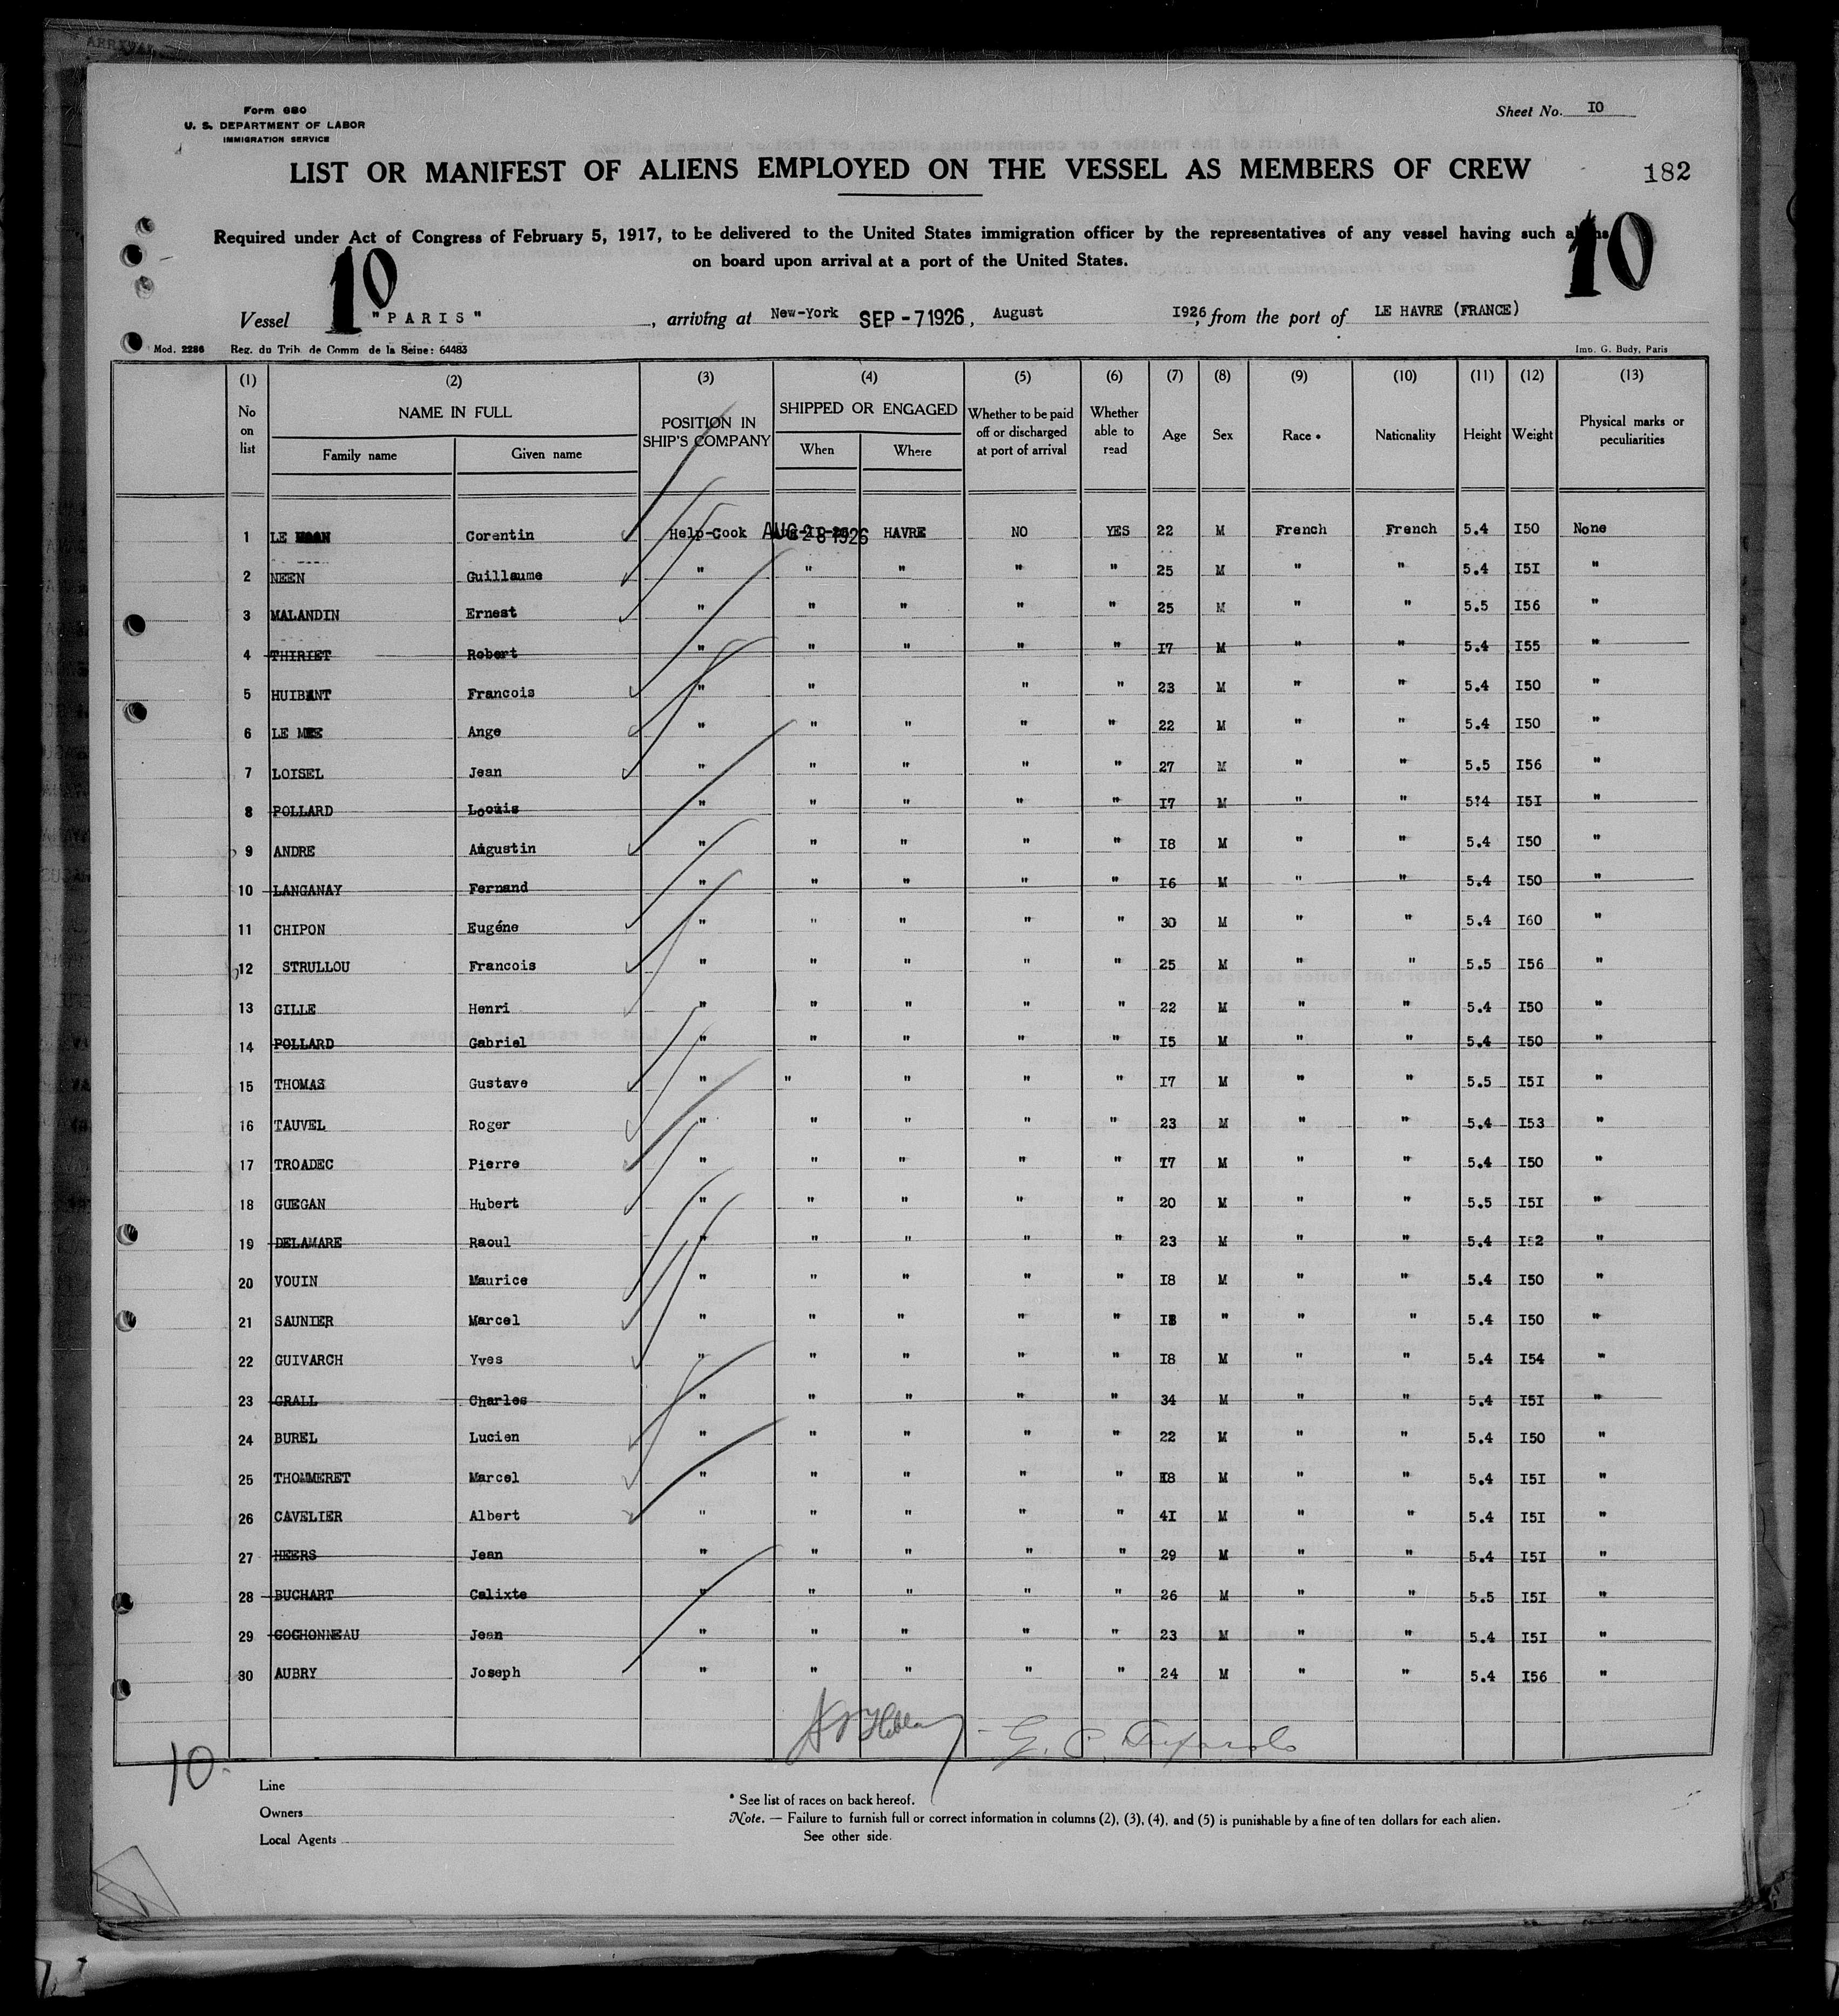 Form 680
U. S. DEPARTMENT OF LABOR
IMMIGRATION SERVICE
Sheet No. I0
LIST OR MANIFEST OF ALIENS EMPLOYED ON THE VESSEL AS MEMBERS OF CREW
182
Required under Act of Congress of February 5, 1917, to be delivered to the United States immigration officer by the representatives of any vessel having such aliens
on board upon arrival at a port of the United States.
10
10
Vessel "PARIS" , arriving at New-York SEP - 7 1926, August I926, from the port of LE HAVRE (FRANCE)
Mod. 2286 Reg. du Trib. de Comm. de la Seine: 64483 Imp. G. Budy, Paris
(1) (2) (3) (4) (5) (6) (7) (8) (9) (10) (11) (12) (13)
No on list NAME IN FULL Family name Given name POSITION IN SHIP'S COMPANY SHIPPED OR ENGAGED When Where Whether to be paid off or discharged at port of arrival Whether able to read Age Sex Race * Nationality Height Weight Physical marks or peculiarities
1 LE Corentin Help-Cook AUG 28 1926 HAVRE NO YES 22 M French French 5.4 I50 None
2 NEEN Guillaume " " " " " 25 M " " 5.4 I5I "
3 MALANDIN Ernest " " " " " 25 M " " 5.5 I56 "
4 THIRIET Robert " " " " " I7 M " " 5.4 I55 "
5 HUIBANT Francois " " " " 23 M " " 5.4 I50 "
6 LE MEE Ange " " " " " 22 M " " 5.4 I50 "
7 LOISEL Jean " " " " " 27 M " " 5.5 I56 "
8 POLLARD Louis " " " " " I7 M " " 5.4 I5I "
9 ANDRE Augustin " " " " " I8 M " " 5.4 I50 "
10 LANGANAY Fernand " " " " " I6 M " " 5.4 I50 "
11 CHIPON Eugéne " " " " " 30 M " " 5.4 I60 "
12 STRULLOU Francois " " " " " 25 M " " 5.5 I56 "
13 GILLE Henri " " " " " 22 M " " 5.4 I50 "
14 POLLARD Gabriel " " " " " I5 M " " 5.4 I50 "
15 THOMAS Gustave " " " " " I7 M " " 5.5 I5I "
16 TAUVEL Roger " " " " " 23 M " " 5.4 I53 "
17 TROADEC Pierre " " " " " I7 M " " 5.4 I50 "
18 GUEGAN Hubert " " " " " 20 M " " 5.5 I5I "
19 DELAMARE Raoul " " " " " 23 M " " 5.4 I52 "
20 VOUIN Maurice " " " " " I8 M " " 5.4 I50 "
21 SAUNIER Marcel " " " " " I8 " " " 5.4 I50 "
22 GUIVARCH Yves " " " " " I8 M " " 5.4 I54 "
23 GRALL Charles " " " " " 34 M " " 5.4 I5I "
24 BUREL Lucien " " " " " 22 M " " 5.4 I50 "
25 THOMMERET Marcel " " " " " I8 M " " 5.4 I5I "
26 CAVELIER Albert " " " " " 4I M " " 5.4 I5I "
27 HEERS Jean " " " " " 29 M " " 5.4 I5I "
28 BUCHART Calixte " " " " " 26 M " " 5.5 I5I "
29 COCHONNEAU Jean " " " " " 23 M " " 5.4 I5I "
30 AUBRY Joseph " " " " " 24 M " " 5.4 I56 "
10.
Line
Owners
Local Agents
* See list of races on back hereof.
Note. — Failure to furnish full or correct information in columns (2), (3), (4), and (5) is punishable by a fine of ten dollars for each alien.
See other side.